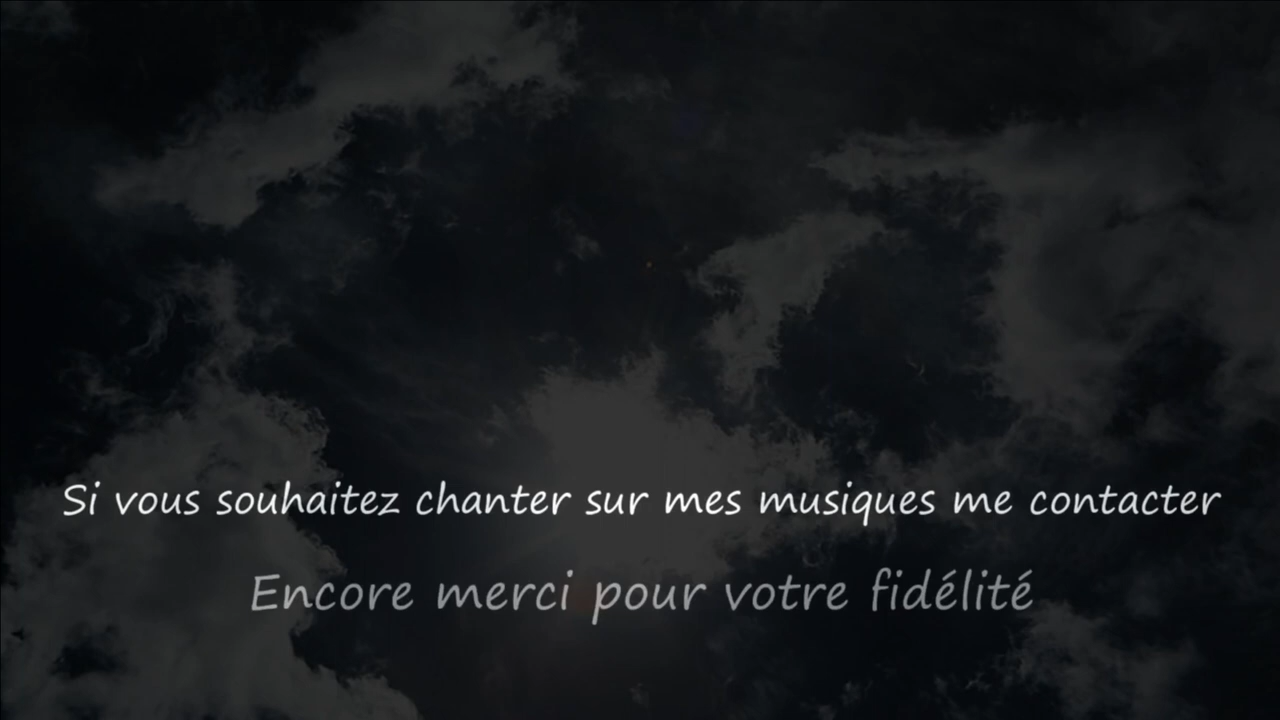 Si vous souhaitez chanter sur mes musiques me contacter
Encore merci pour votre fidélité